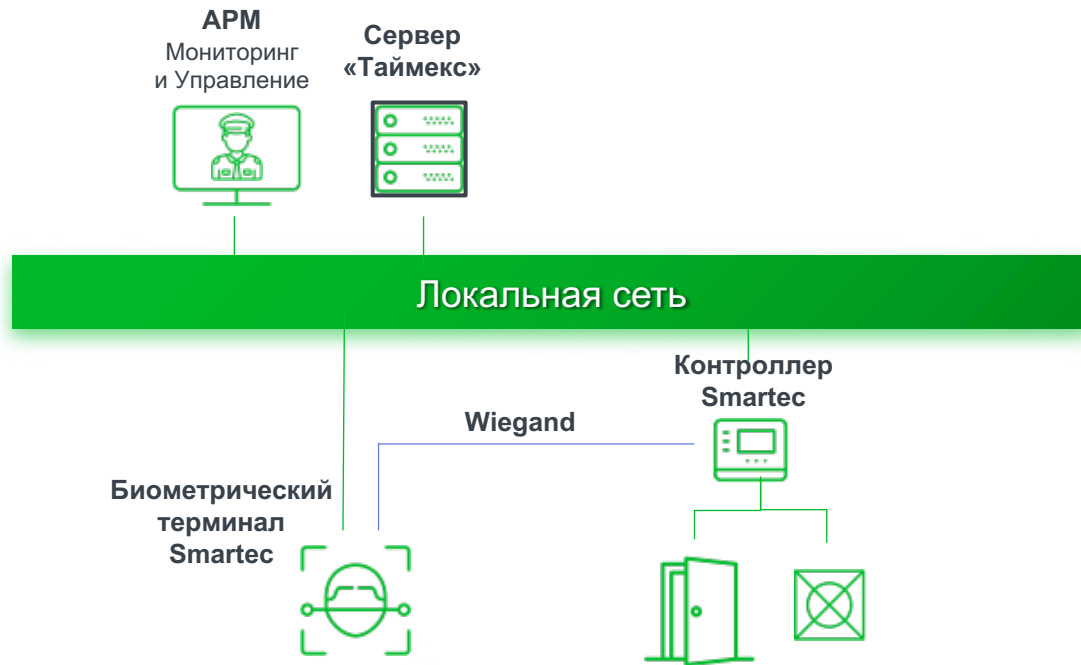 АРМ
Мониторинг
и Управление
Сервер
«Таймекс»
Локальная сеть
Контроллер
Smartec
Wiegand
Биометрический
терминал
Smartec